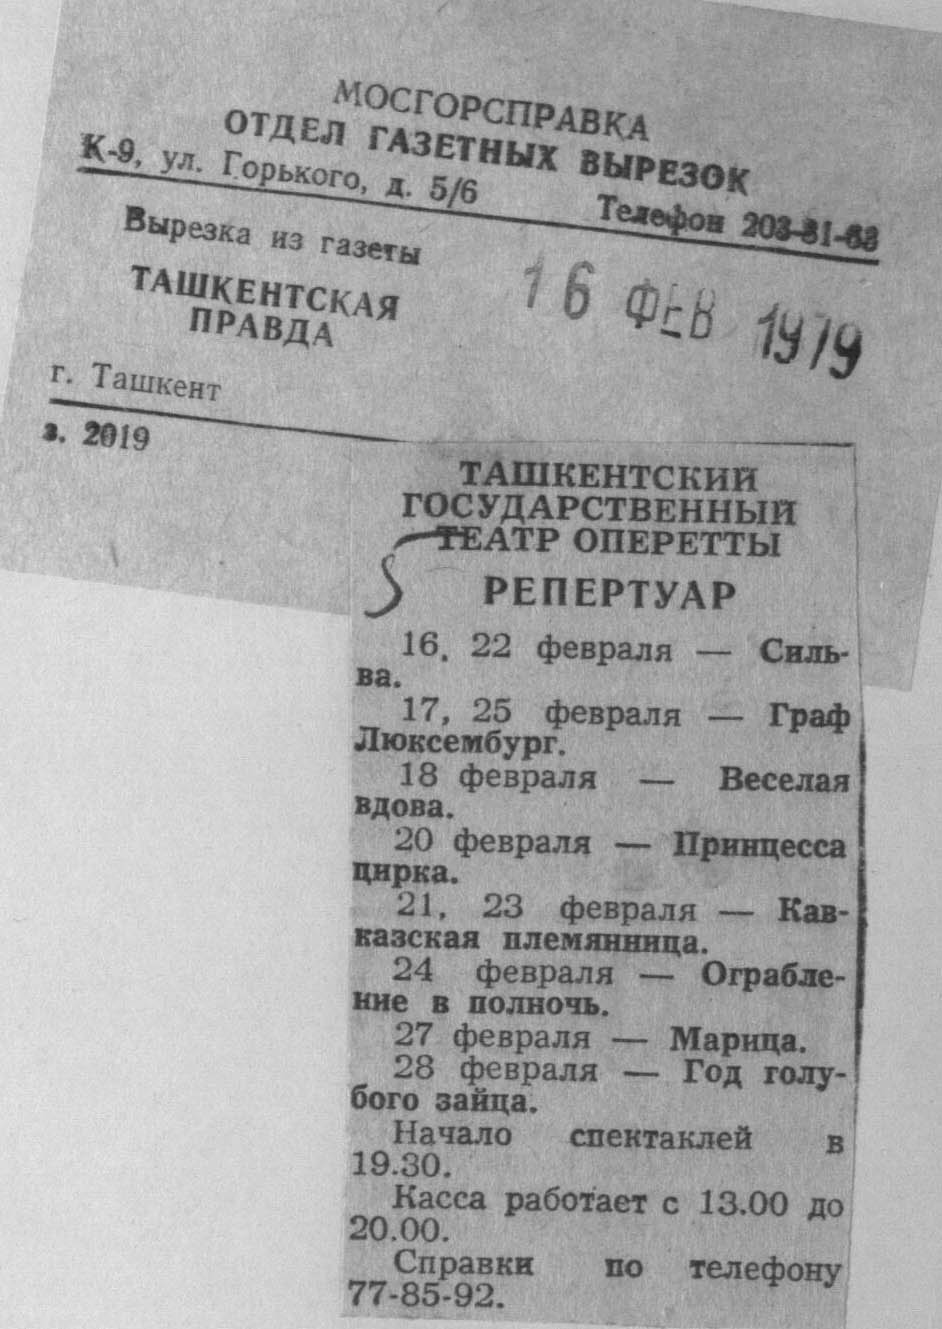 МОСГОРСПРАВКА
ОТДЕЛ ГАЗЕТНЫХ ВЫРЕЗОК
К-9, ул. Горького, д. 5/6 Телефон
Вырезка из газеты
ТАШКЕНТСКАЯ
ПРАВДА
16 ФЕВ 1979
г. Ташкент
з. 2019
ТАШКЕНТСКИЙ
ГОСУДАРСТВЕННЫЙ
ТЕАТР ОПЕРЕТТЫ
РЕПЕРТУАР
16, 22 февраля — Силь-
ва.
17, 25 февраля — Граф
Люксембург.
18 февраля — Веселая
вдова.
20 февраля — Принцесса
цирка.
21, 23 февраля — Кав-
казская племянница.
24 февраля — Ограбле-
ние в полночь.
27 февраля — Марица.
28 февраля — Год голу-
бого зайца.
Начало спектаклей в
19.30.
Касса работает с 13.00 до
20.00.
Справки по телефону
77-85-92.